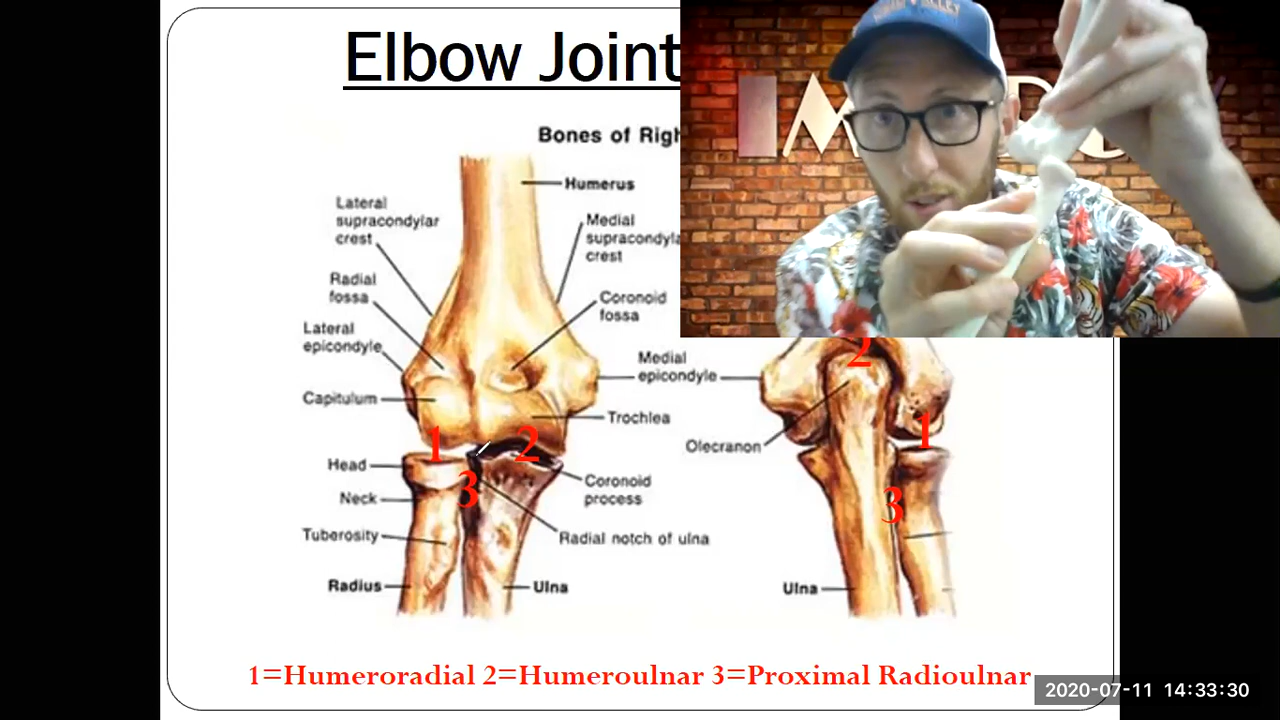 Elbow Joint
Bones of
Humerus
Lateral
supracondylar
crest
Medial
crest
Radial
fossa
Coronoid
fossa
Lateral
epicondyle
Medial
epicondyle
Capitulum
Trochlea
Olecranon
Head
Coronoid
process
Neck
Tuberosity
Radial notch of ulna
Radius
Ulna
Ulna
1
2
3
2
1
3
1=Humeroradial 2=Humeroulnar 3=Proximal Radioulnar
2020-07-11 14:33:30